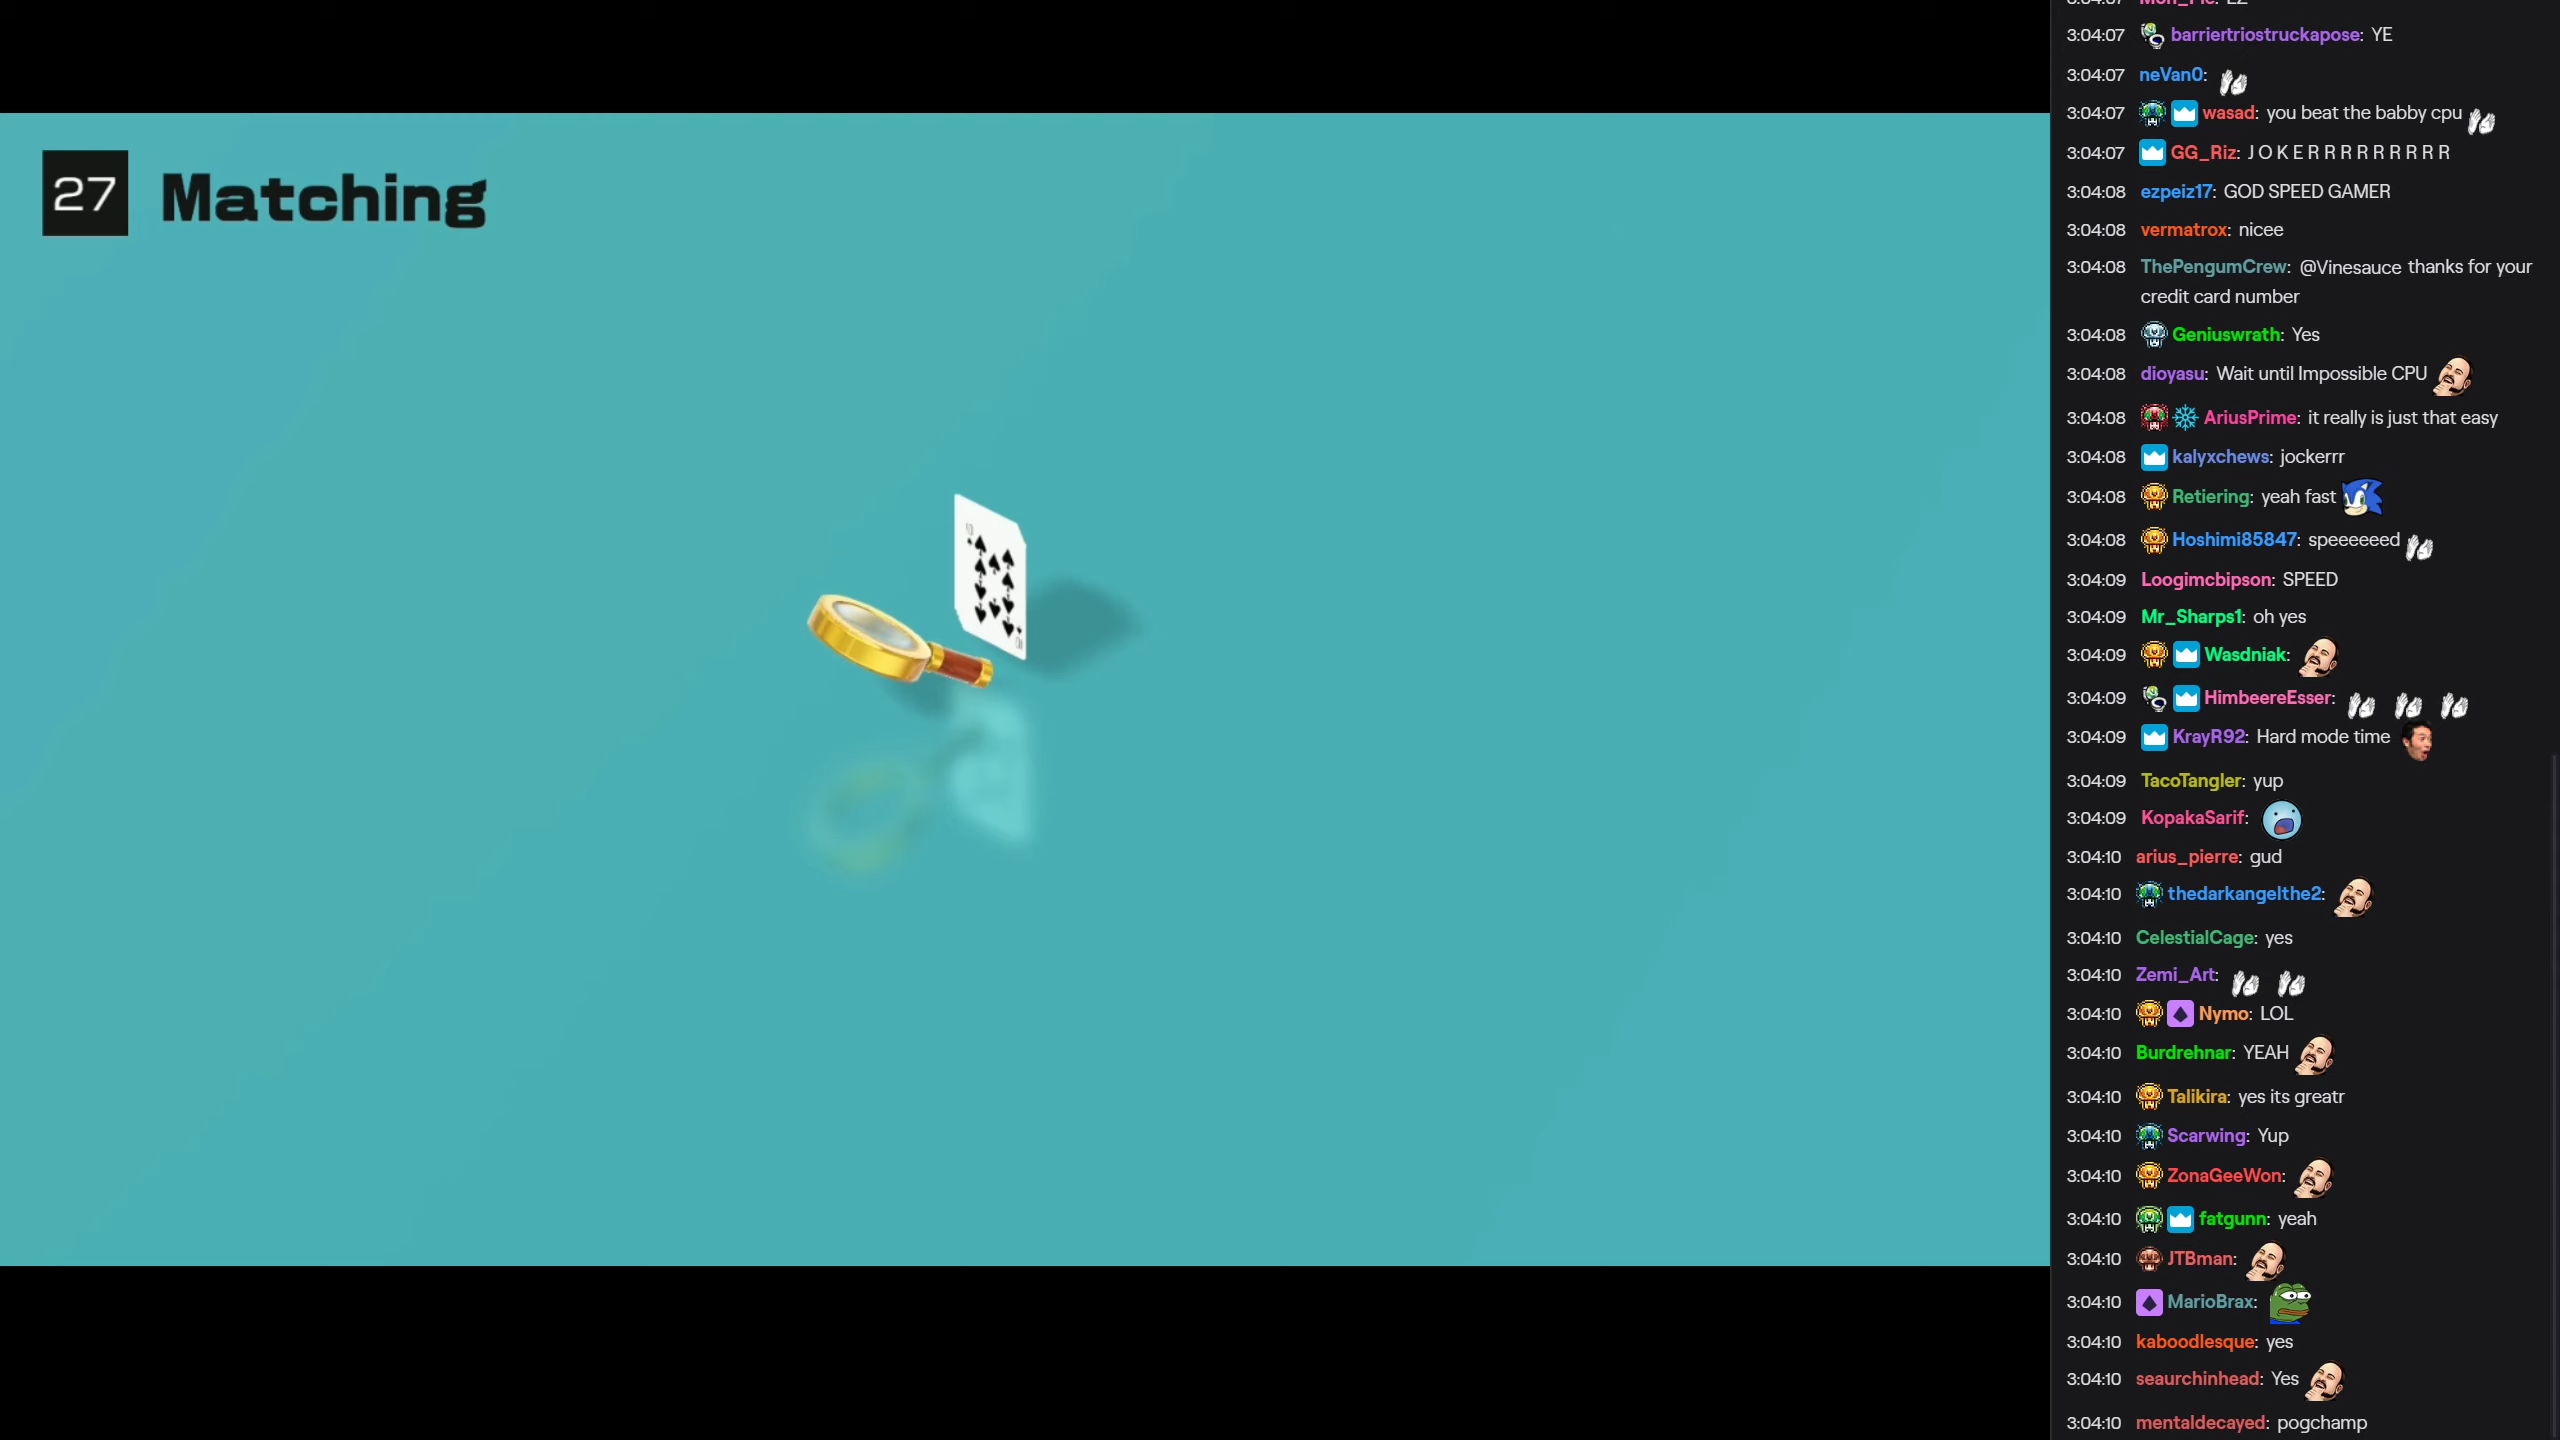 27 Matching
3:04:07 barriertriostruckapose: YE
3:04:07 neVan0:
3:04:07 wasad: you beat the babby cpu
3:04:07 GG_Riz: J O K E R R R R R R R R R
3:04:08 ezpeiz17: GOD SPEED GAMER
3:04:08 vermatrox: nicee
3:04:08 ThePengumCrew: @Vinesauce thanks for your
credit card number
3:04:08 Geniuswrath: Yes
3:04:08 dioyasu: Wait until Impossible CPU
3:04:08 AriusPrime: it really is just that easy
3:04:08 kalyxchews: jockerrr
3:04:08 Retiering: yeah fast
3:04:08 Hoshimi85847: speeeeeed
3:04:09 Loogimcbipson: SPEED
3:04:09 Mr_Sharps1: oh yes
3:04:09 Wasdniak:
3:04:09 HimbeereEsser:
3:04:09 KrayR92: Hard mode time
3:04:09 TacoTangler: yup
3:04:09 KopakaSarif:
3:04:10 arius_pierre: gud
3:04:10 thedarkangelthe2:
3:04:10 CelestialCage: yes
3:04:10 Zemi_Art:
3:04:10 Nymo: LOL
3:04:10 Burdrehnar: YEAH
3:04:10 Talikira: yes its greatr
3:04:10 Scarwing: Yup
3:04:10 ZonaGeeWon:
3:04:10 fatgunn: yeah
3:04:10 JTBman:
3:04:10 MarioBrax:
3:04:10 kaboodlesque: yes
3:04:10 seaurchinhead: Yes
3:04:10 mentaldecayed: pogchamp